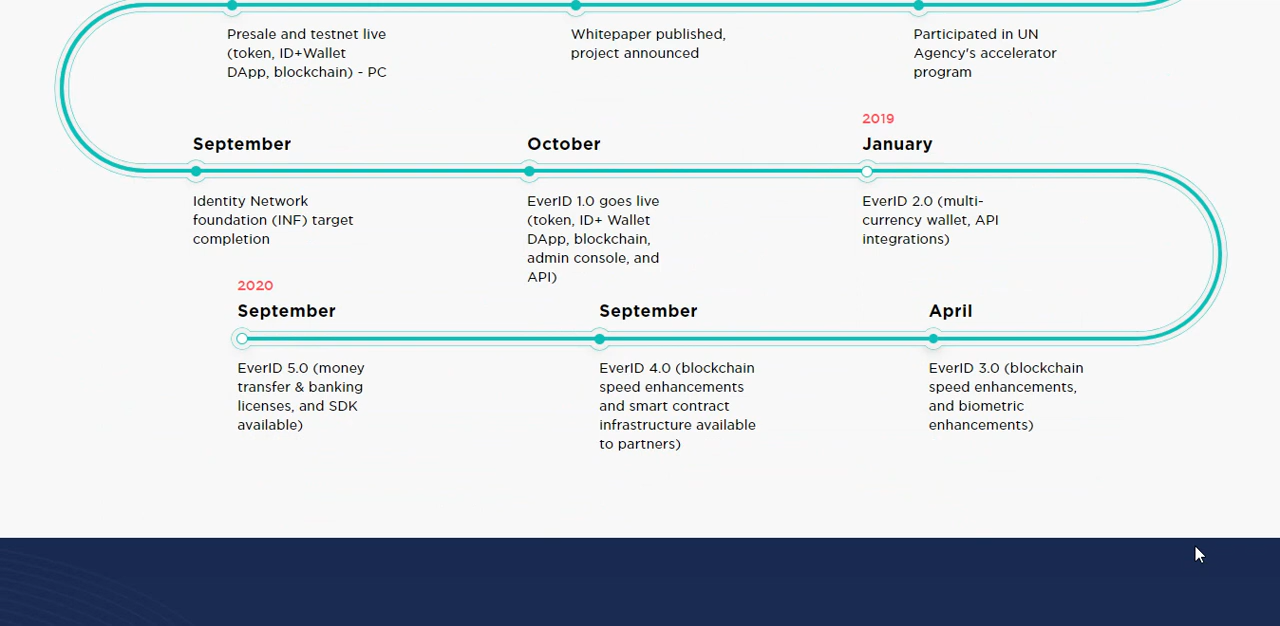 Presale and testnet live
(token, ID+Wallet
DApp, blockchain) - PC
Whitepaper published,
project announced
Participated in UN
Agency's accelerator
program
September
Identity Network
foundation (INF) target
completion
October
EverID 1.0 goes live
(token, ID+ Wallet
DApp, blockchain,
admin console, and
API)
2019
January
EverID 2.0 (multi-
currency wallet, API
integrations)
2020
September
EverID 5.0 (money
transfer & banking
licenses, and SDK
available)
September
EverID 4.0 (blockchain
speed enhancements
and smart contract
infrastructure available
to partners)
April
EverID 3.0 (blockchain
speed enhancements,
and biometric
enhancements)